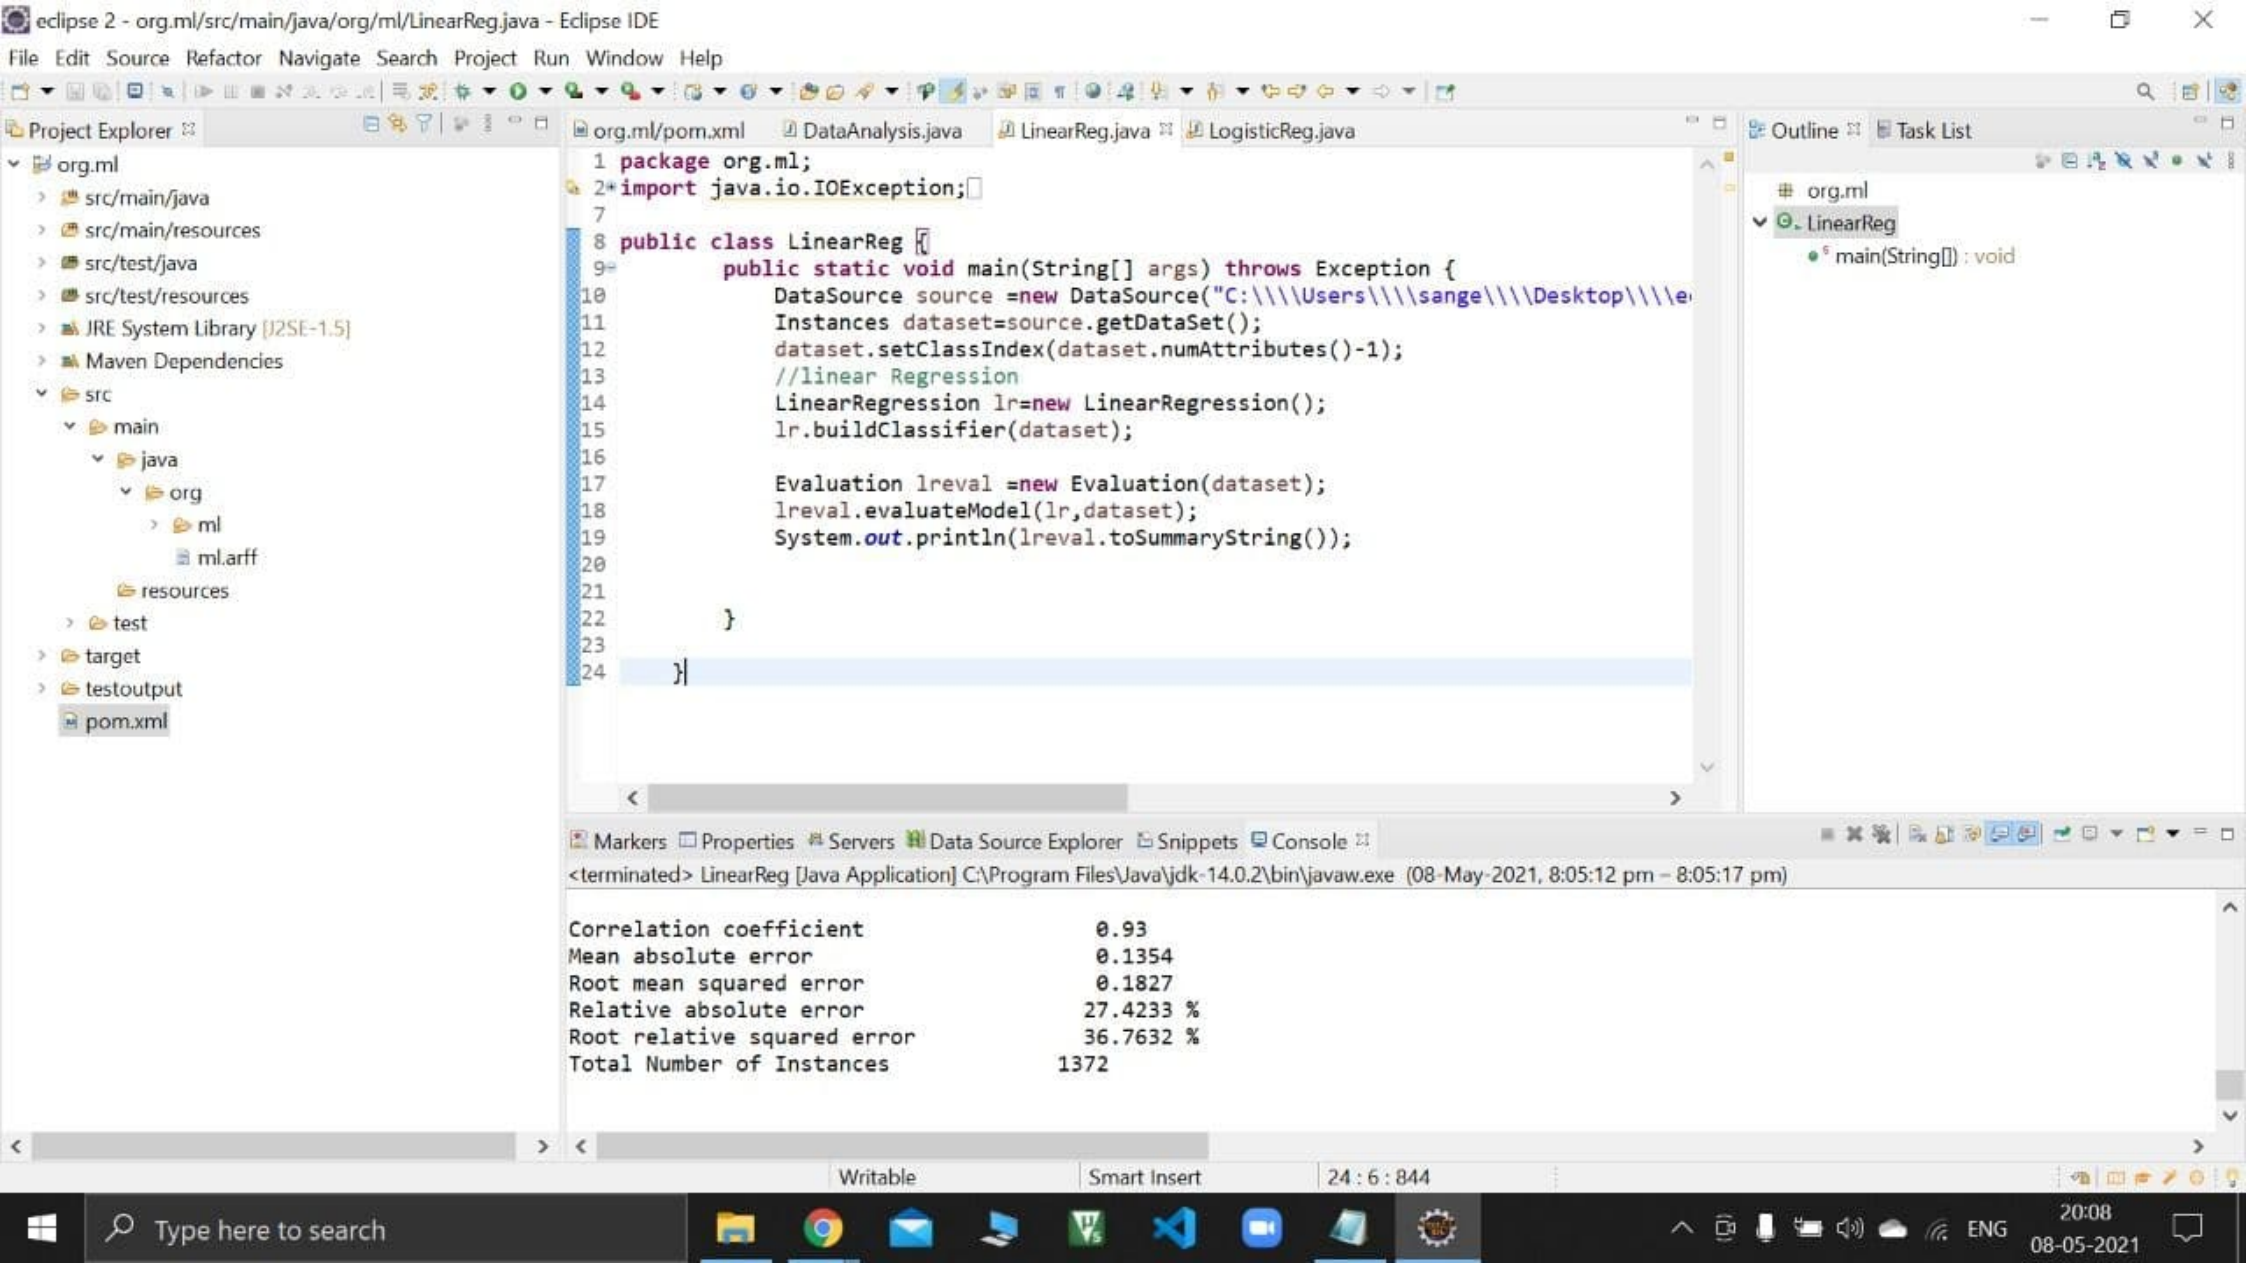 eclipse 2 - org.ml/src/main/java/org/ml/LinearReg.java - Eclipse IDE
File Edit Source Refactor Navigate Search Project Run Window Help
Project Explorer
org.ml
src/main/java
src/main/resources
src/test/java
src/test/resources
JRE System Library [J2SE-1.5]
Maven Dependencies
src
main
java
org
ml
ml.arff
resources
test
target
testoutput
pom.xml
org.ml/pom.xml DataAnalysis.java LinearReg.java LogisticReg.java
1 package org.ml;
2 import java.io.IOException;
7
8 public class LinearReg {
9 public static void main(String[] args) throws Exception {
10 DataSource source =new DataSource("C:\\\\Users\\\\sange\\\\Desktop\\\\e
11 Instances dataset=source.getDataSet();
12 dataset.setClassIndex(dataset.numAttributes()-1);
13 //linear Regression
14 LinearRegression lr=new LinearRegression();
15 lr.buildClassifier(dataset);
16
17 Evaluation lreval =new Evaluation(dataset);
18 lreval.evaluateModel(lr,dataset);
19 System.out.println(lreval.toSummaryString());
20
21
22 }
23
24 }
Outline Task List
org.ml
LinearReg
main(String[]) : void
Markers Properties Servers Data Source Explorer Snippets Console
<terminated> LinearReg [Java Application] C:\Program Files\Java\jdk-14.0.2\bin\javaw.exe (08-May-2021, 8:05:12 pm – 8:05:17 pm)
Correlation coefficient 0.93
Mean absolute error 0.1354
Root mean squared error 0.1827
Relative absolute error 27.4233 %
Root relative squared error 36.7632 %
Total Number of Instances 1372
Writable Smart Insert 24 : 6 : 844
Type here to search
ENG
20:08
08-05-2021